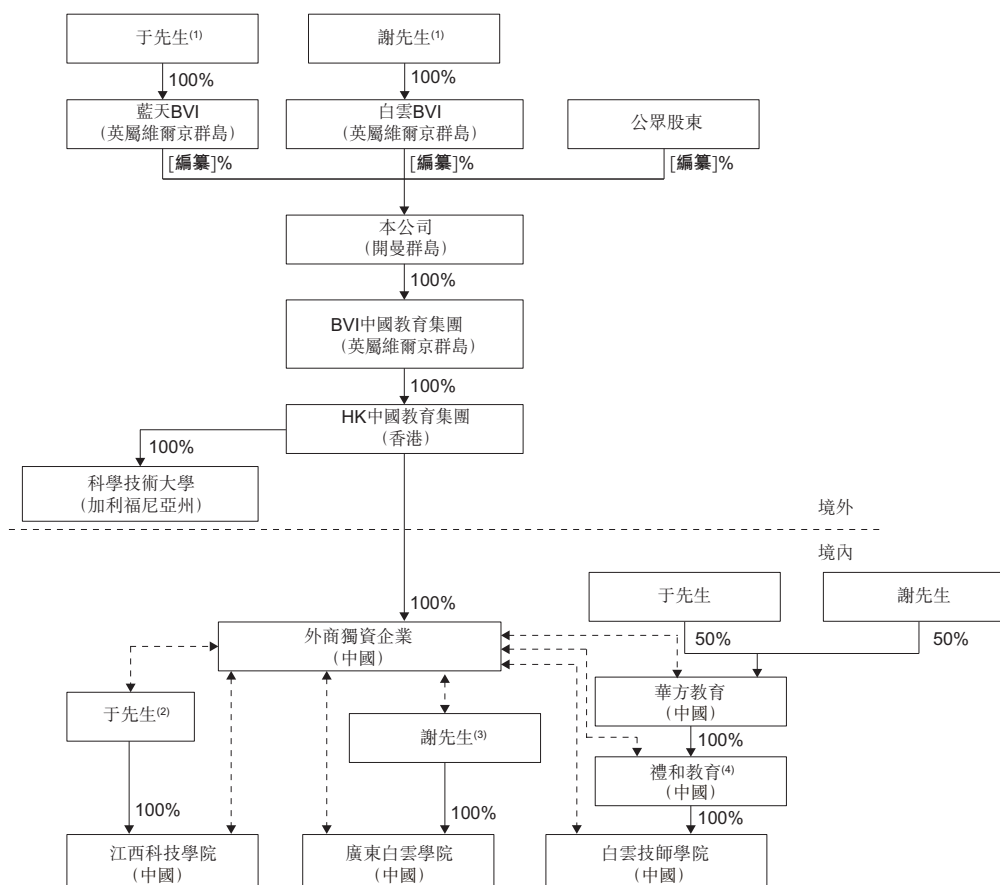 于先生(1)
謝先生(1)
100%
100%
藍天BVI
(英屬維爾京群島)
白雲BVI
(英屬維爾京群島)
公眾股東
[編纂]%
[編纂]%
[編纂]%
本公司
(開曼群島)
100%
BVI中國教育集團
(英屬維爾京群島)
100%
HK中國教育集團
(香港)
100%
科學技術大學
(加利福尼亞州)
境外
境內
于先生
謝先生
100%
50%
50%
外商獨資企業
(中國)
華方教育
(中國)
于先生(2)
謝先生(3)
100%
禮和教育(4)
(中國)
100%
100%
100%
江西科技學院
(中國)
廣東白雲學院
(中國)
白雲技師學院
(中國)